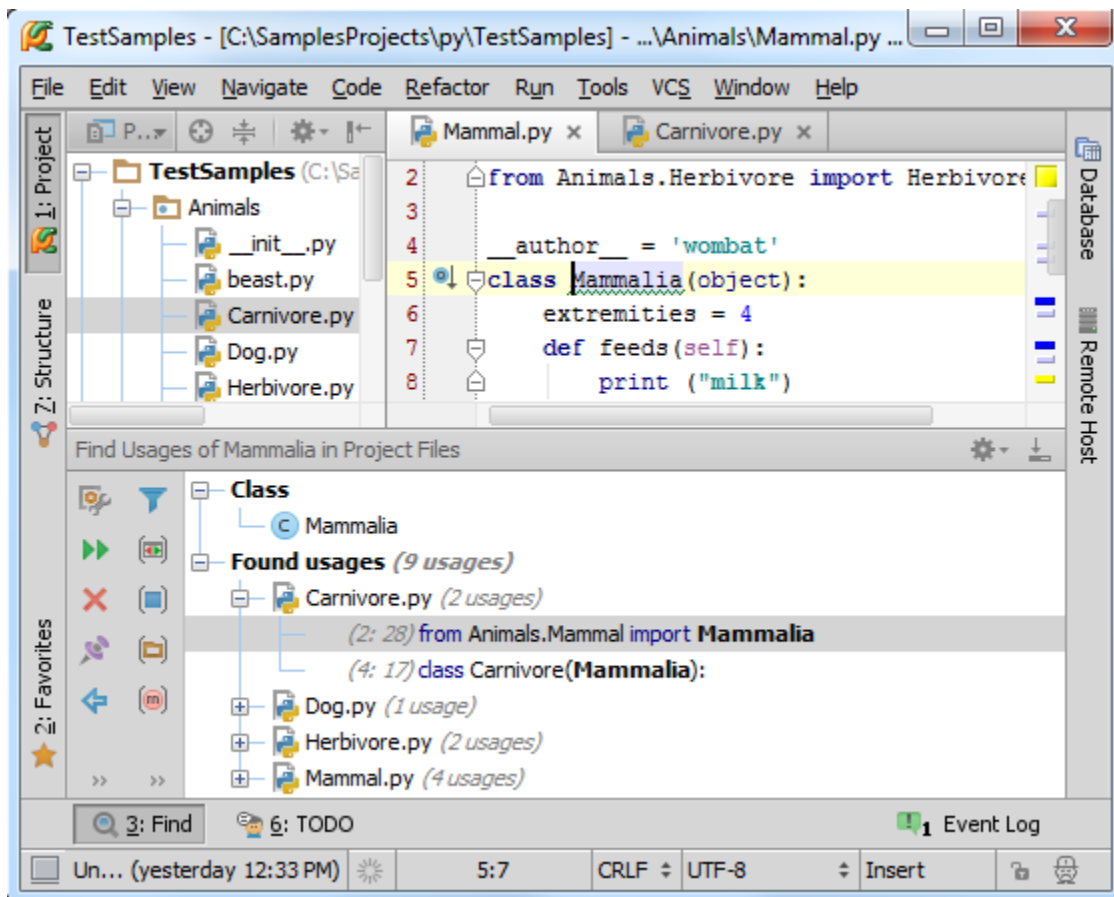 TestSamples - [C:\SamplesProjects\py\TestSamples] - ...\Animals\Mammal.py ...
File Edit View Navigate Code Refactor Run Tools VCS Window Help
1: Project
Z: Structure
2: Favorites
P...
TestSamples (C:\Sa
Animals
__init__.py
beast.py
Carnivore.py
Dog.py
Herbivore.py
Mammal.py Carnivore.py
2 from Animals.Herbivore import Herbivore
3
4 __author__ = 'wombat'
5 class Mammalia(object):
6 extremities = 4
7 def feeds(self):
8 print ("milk")
Database
Remote Host
Find Usages of Mammalia in Project Files
Class
C Mammalia
Found usages (9 usages)
Carnivore.py (2 usages)
(2: 28) from Animals.Mammal import Mammalia
(4: 17) class Carnivore(Mammalia):
Dog.py (1 usage)
Herbivore.py (2 usages)
Mammal.py (4 usages)
3: Find 6: TODO 1 Event Log
Un... (yesterday 12:33 PM) 5:7 CRLF UTF-8 Insert